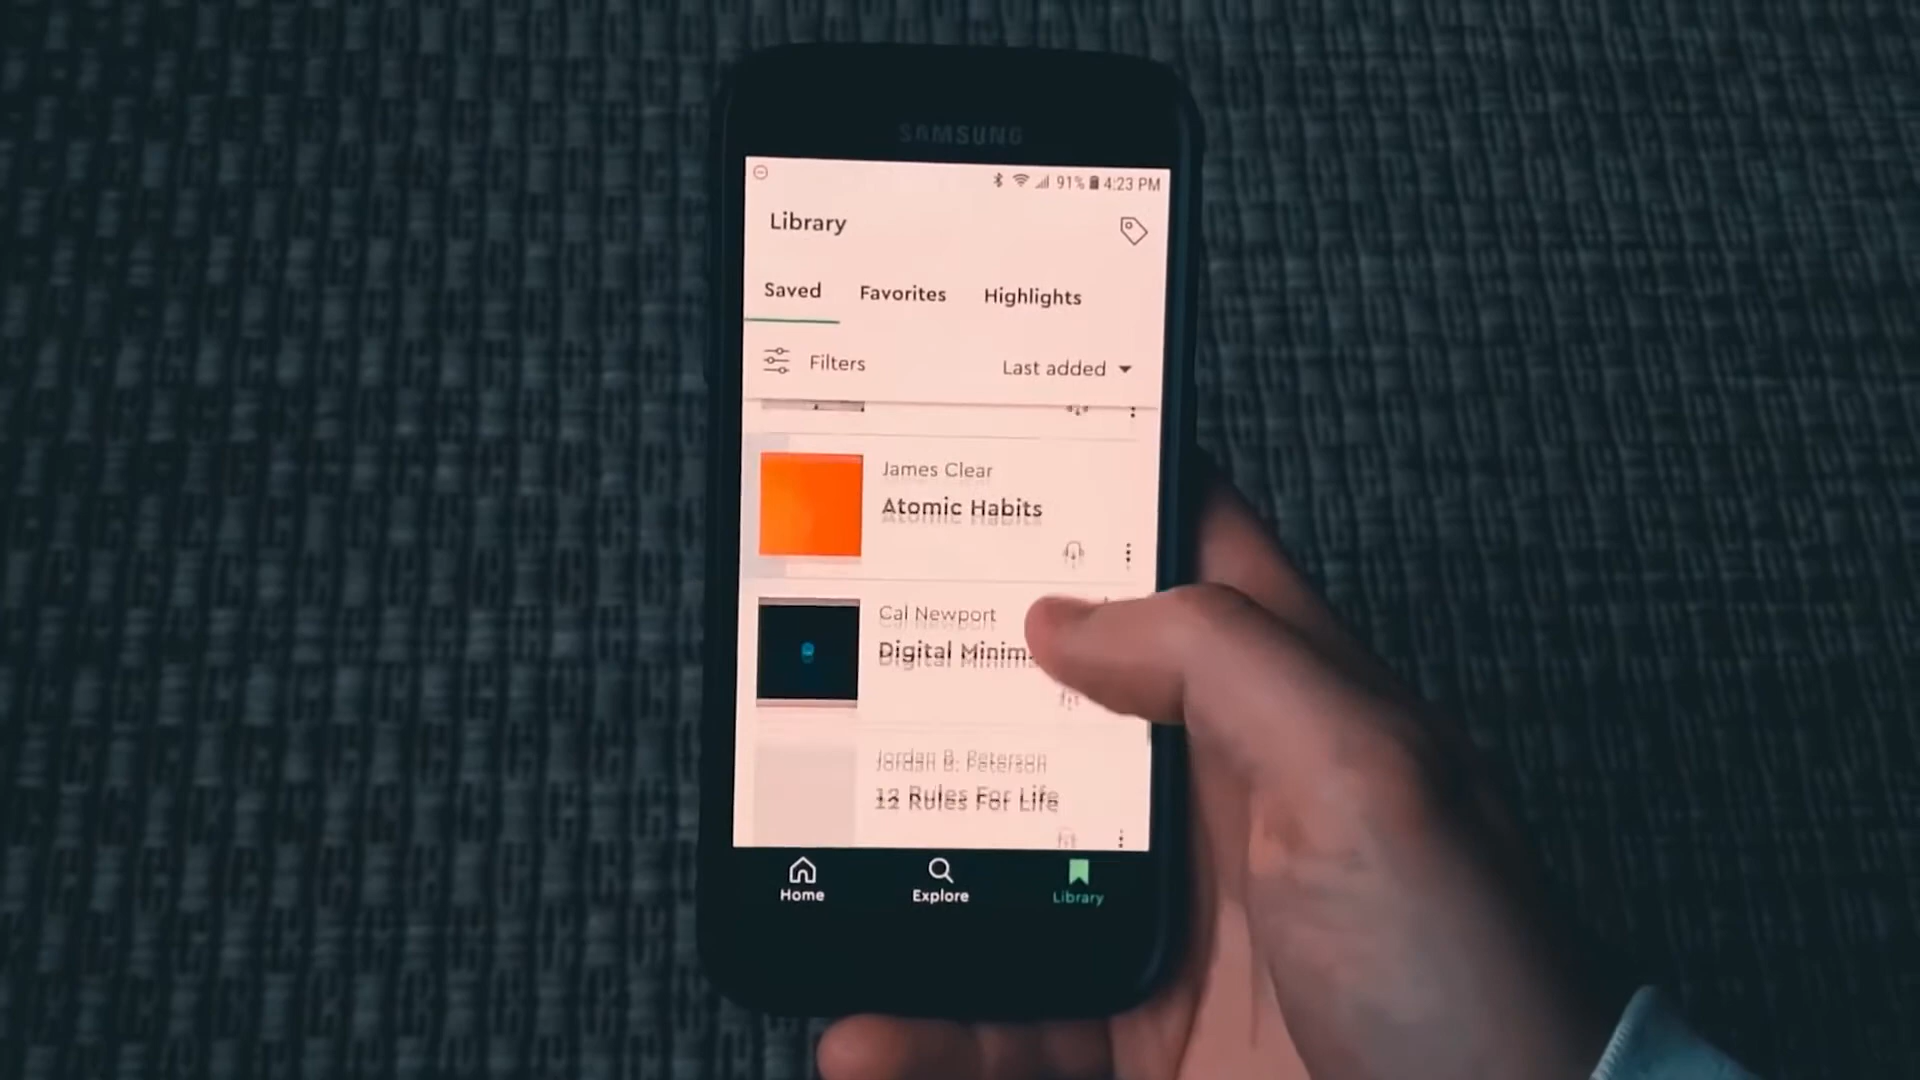 SAMSUNG
91% 4:23 PM
Library
Saved Favorites Highlights
Filters Last added
James Clear
Atomic Habits
Cal Newport
Digital Minim
Jordan B. Peterson
12 Rules For Life
Home Explore Library